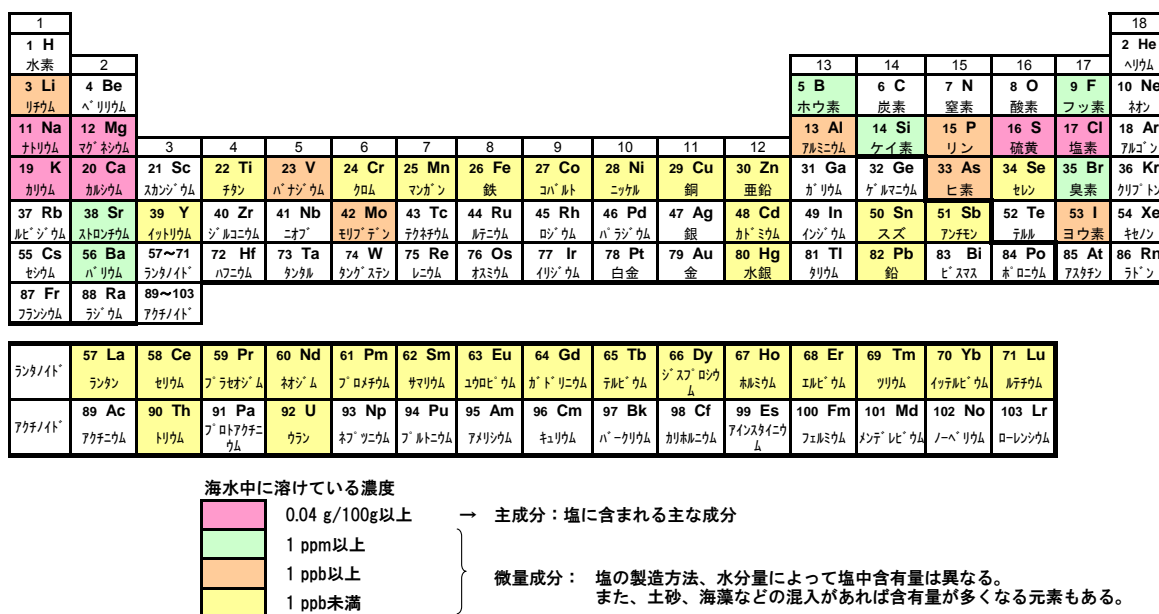 1 18
1 H 2 He
水素 2 13 14 15 16 17 ヘリウム
3 Li 4 Be 5 B 6 C 7 N 8 O 9 F 10 Ne
リチウム ベリリウム ホウ素 炭素 窒素 酸素 フッ素 ネオン
11 Na 12 Mg 13 Al 14 Si 15 P 16 S 17 Cl 18 Ar
ナトリウム マグネシウム 3 4 5 6 7 8 9 10 11 12 アルミニウム ケイ素 リン 硫黄 塩素 アルゴン
19 K 20 Ca 21 Sc 22 Ti 23 V 24 Cr 25 Mn 26 Fe 27 Co 28 Ni 29 Cu 30 Zn 31 Ga 32 Ge 33 As 34 Se 35 Br 36 Kr
カリウム カルシウム スカンジウム チタン バナジウム クロム マンガン 鉄 コバルト ニッケル 銅 亜鉛 ガリウム ゲルマニウム ヒ素 セレン 臭素 クリプトン
37 Rb 38 Sr 39 Y 40 Zr 41 Nb 42 Mo 43 Tc 44 Ru 45 Rh 46 Pd 47 Ag 48 Cd 49 In 50 Sn 51 Sb 52 Te 53 I 54 Xe
ルビジウム ストロンチウム イットリウム ジルコニウム ニオブ モリブデン テクネチウム ルテニウム ロジウム パラジウム 銀 カドミウム インジウム スズ アンチモン テルル ヨウ素 キセノン
55 Cs 56 Ba 57～71 72 Hf 73 Ta 74 W 75 Re 76 Os 77 Ir 78 Pt 79 Au 80 Hg 81 Tl 82 Pb 83 Bi 84 Po 85 At 86 Rn
セシウム バリウム ランタノイド ハフニウム タンタル タングステン レニウム オスミウム イリジウム 白金 金 水銀 タリウム 鉛 ビスマス ポロニウム アスタチン ラドン
87 Fr 88 Ra 89～103
フランシウム ラジウム アクチノイド
ランタノイド 57 La 58 Ce 59 Pr 60 Nd 61 Pm 62 Sm 63 Eu 64 Gd 65 Tb 66 Dy 67 Ho 68 Er 69 Tm 70 Yb 71 Lu
ランタン セリウム プラセオジム ネオジム プロメチウム サマリウム ユウロピウム ガドリニウム テルビウム ジスプロシウム ホルミウム エルビウム ツリウム イッテルビウム ルテチウム
アクチノイド 89 Ac 90 Th 91 Pa 92 U 93 Np 94 Pu 95 Am 96 Cm 97 Bk 98 Cf 99 Es 100 Fm 101 Md 102 No 103 Lr
アクチニウム トリウム プロトアクチニウム ウラン ネプツニウム プルトニウム アメリシウム キュリウム バークリウム カリホルニウム アインスタイニウム フェルミウム メンデレビウム ノーベリウム ローレンシウム
海水中に溶けている濃度
0.04 g/100g以上 → 主成分：塩に含まれる主な成分
1 ppm以上
1 ppb以上 微量成分： 塩の製造方法、水分量によって塩中含有量は異なる。
1 ppb未満 また、土砂、海藻などの混入があれば含有量が多くなる元素もある。